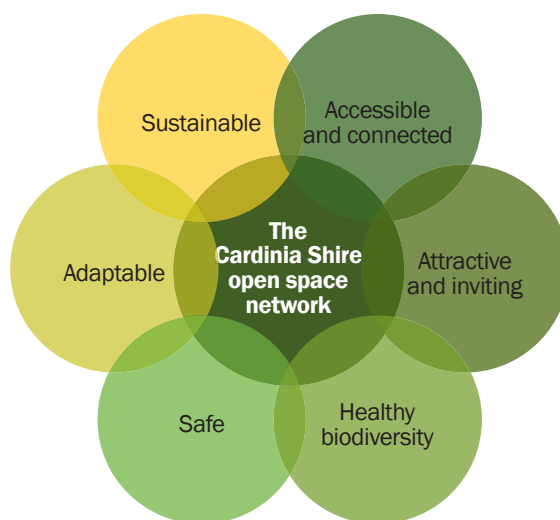 Sustainable
Accessible
and connected
The
Cardinia Shire
open space
network
Adaptable
Attractive
and inviting
Safe
Healthy
biodiversity